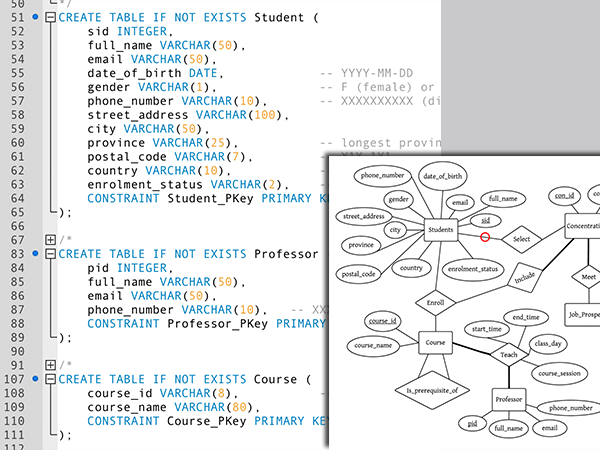 50 */
51 CREATE TABLE IF NOT EXISTS Student (
52 sid INTEGER,
53 full_name VARCHAR(50),
54 email VARCHAR(50),
55 date_of_birth DATE, -- YYYY-MM-DD
56 gender VARCHAR(1), -- F (female) or
57 phone_number VARCHAR(10), -- XXXXXXXXXX (di
58 street_address VARCHAR(100),
59 city VARCHAR(50),
60 province VARCHAR(25), -- longest provin
61 postal_code VARCHAR(7),
62 country VARCHAR(10),
63 enrolment_status VARCHAR(2),
64 CONSTRAINT Student_PKey PRIMARY KE
65 );
66
67 /*
83 CREATE TABLE IF NOT EXISTS Professor
84 pid INTEGER,
85 full_name VARCHAR(50),
86 email VARCHAR(50),
87 phone_number VARCHAR(10), -- XX
88 CONSTRAINT Professor_PKey PRIMARY
89 );
90
91 /*
107 CREATE TABLE IF NOT EXISTS Course (
108 course_id VARCHAR(8),
109 course_name VARCHAR(80),
110 CONSTRAINT Course_PKey PRIMARY KE
111 );
phone_number
date_of_birth
gender
email
full_name
con_id
street_address
sid
city
Students
Select
Concentration
province
postal_code
country
enrolment_status
Include
Meet
Enroll
Job_Prospe
course_id
end_time
start_time
course_name
Course
class_day
Teach
course_session
Is_prerequisite_of
Professor
phone_number
pid
full_name
email